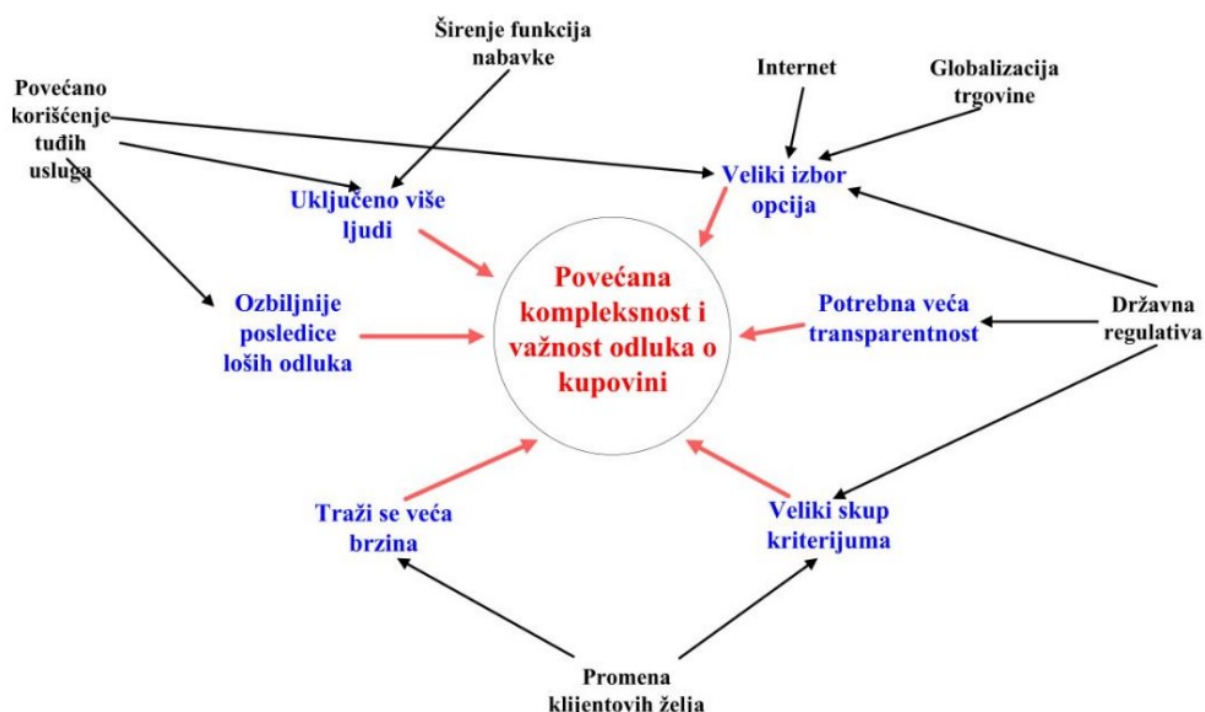 Širenje funkcija
nabavke
Internet
Globalizacija
trgovine
Povećano
korišćenje
tuđih
usluga
Veliki izbor
opcija
Uključeno više
ljudi
Povećana
kompleksnost i
važnost odluka o
kupovini
Ozbiljnije
posledice
loših odluka
Potrebna veća
transparentnost
Državna
regulativa
Traži se veća
brzina
Veliki skup
kriterijuma
Promena
klijentovih želja